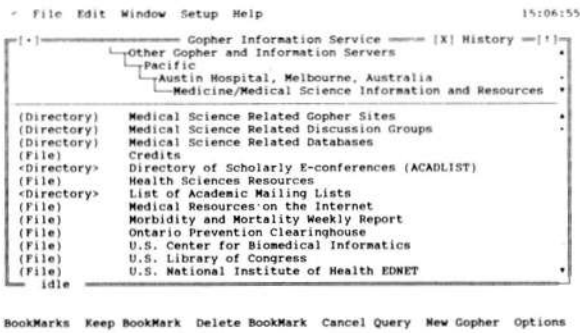 File Edit Window Setup Help 15:06:55
[•] Gopher Information Service [X] History [↑]
Other Gopher and Information Servers
Pacific
Austin Hospital, Melbourne, Australia
Medicine/Medical Science Information and Resources
(Directory) Medical Science Related Gopher Sites
(Directory) Medical Science Related Discussion Groups
(Directory) Medical Science Related Databases
(File) Credits
<Directory> Directory of Scholarly E-conferences (ACADLIST)
(File) Health Sciences Resources
<Directory> List of Academic Mailing Lists
(File) Medical Resources on the Internet
(File) Morbidity and Mortality Weekly Report
(File) Ontario Prevention Clearinghouse
(File) U.S. Center for Biomedical Informatics
(File) U.S. Library of Congress
(File) U.S. National Institute of Health EDNET
idle
BookMarks Keep BookMark Delete BookMark Cancel Query New Gopher Options